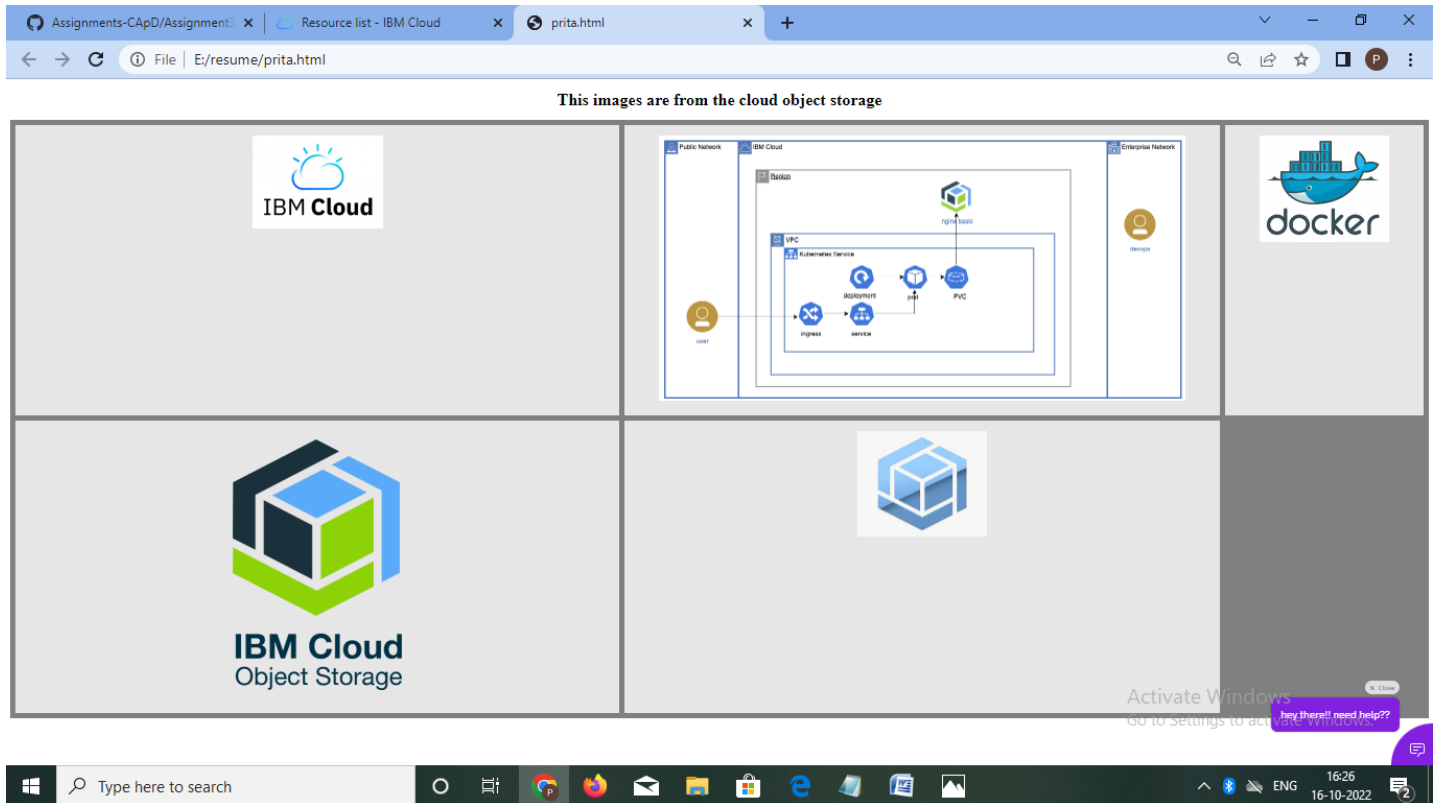 Assignments-CApD/Assignment3
Resource list - IBM Cloud
prita.html
File
E:/resume/prita.html
P
This images are from the cloud object storage
IBM Cloud
Public Network
IBM Cloud
Enterprise Network
Region
nginx basic
VPC
Kubernetes Service
deployment
pod
PVC
ingress
service
user
devops
docker
IBM Cloud
Object Storage
Activate Windows
Go to Settings to activate Windows.
× Close
hey there!! need help??
Type here to search
P
ENG
16:26
16-10-2022
2